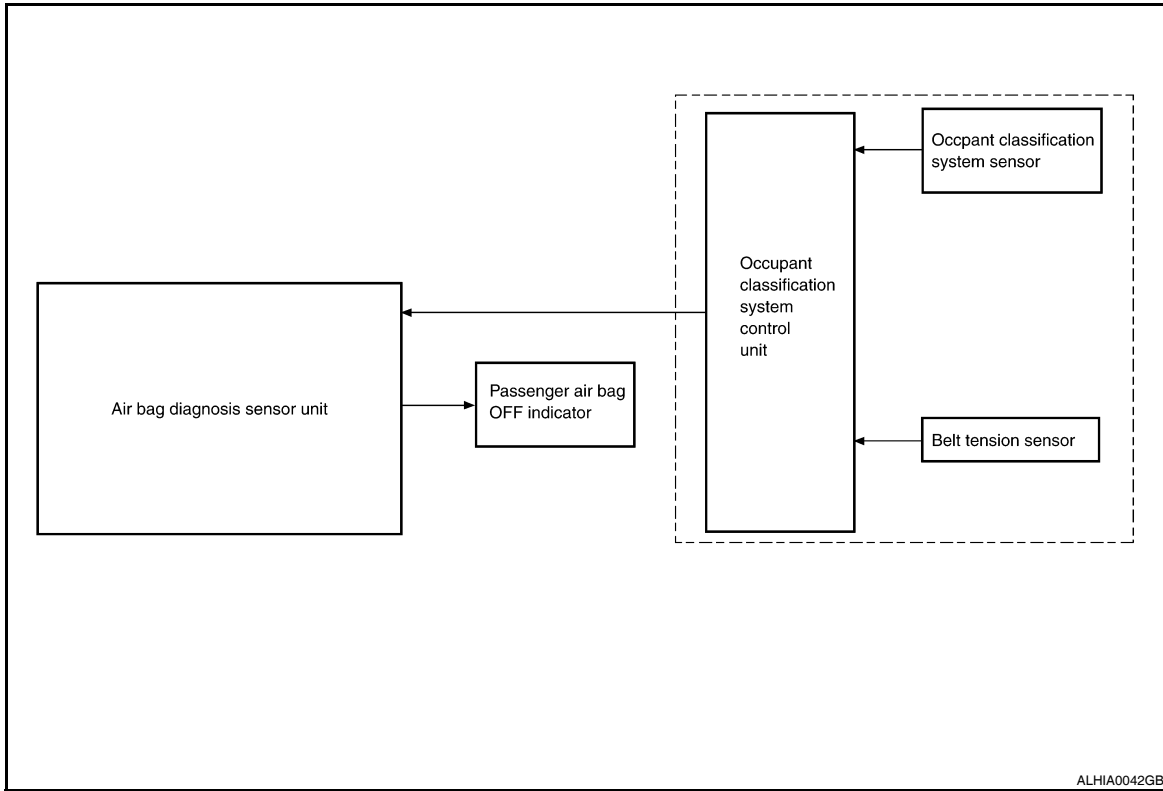 Occpant classification
system sensor
Occupant
classification
system
control
unit
Air bag diagnosis sensor unit
Passenger air bag
OFF indicator
Belt tension sensor
ALHIA0042GB